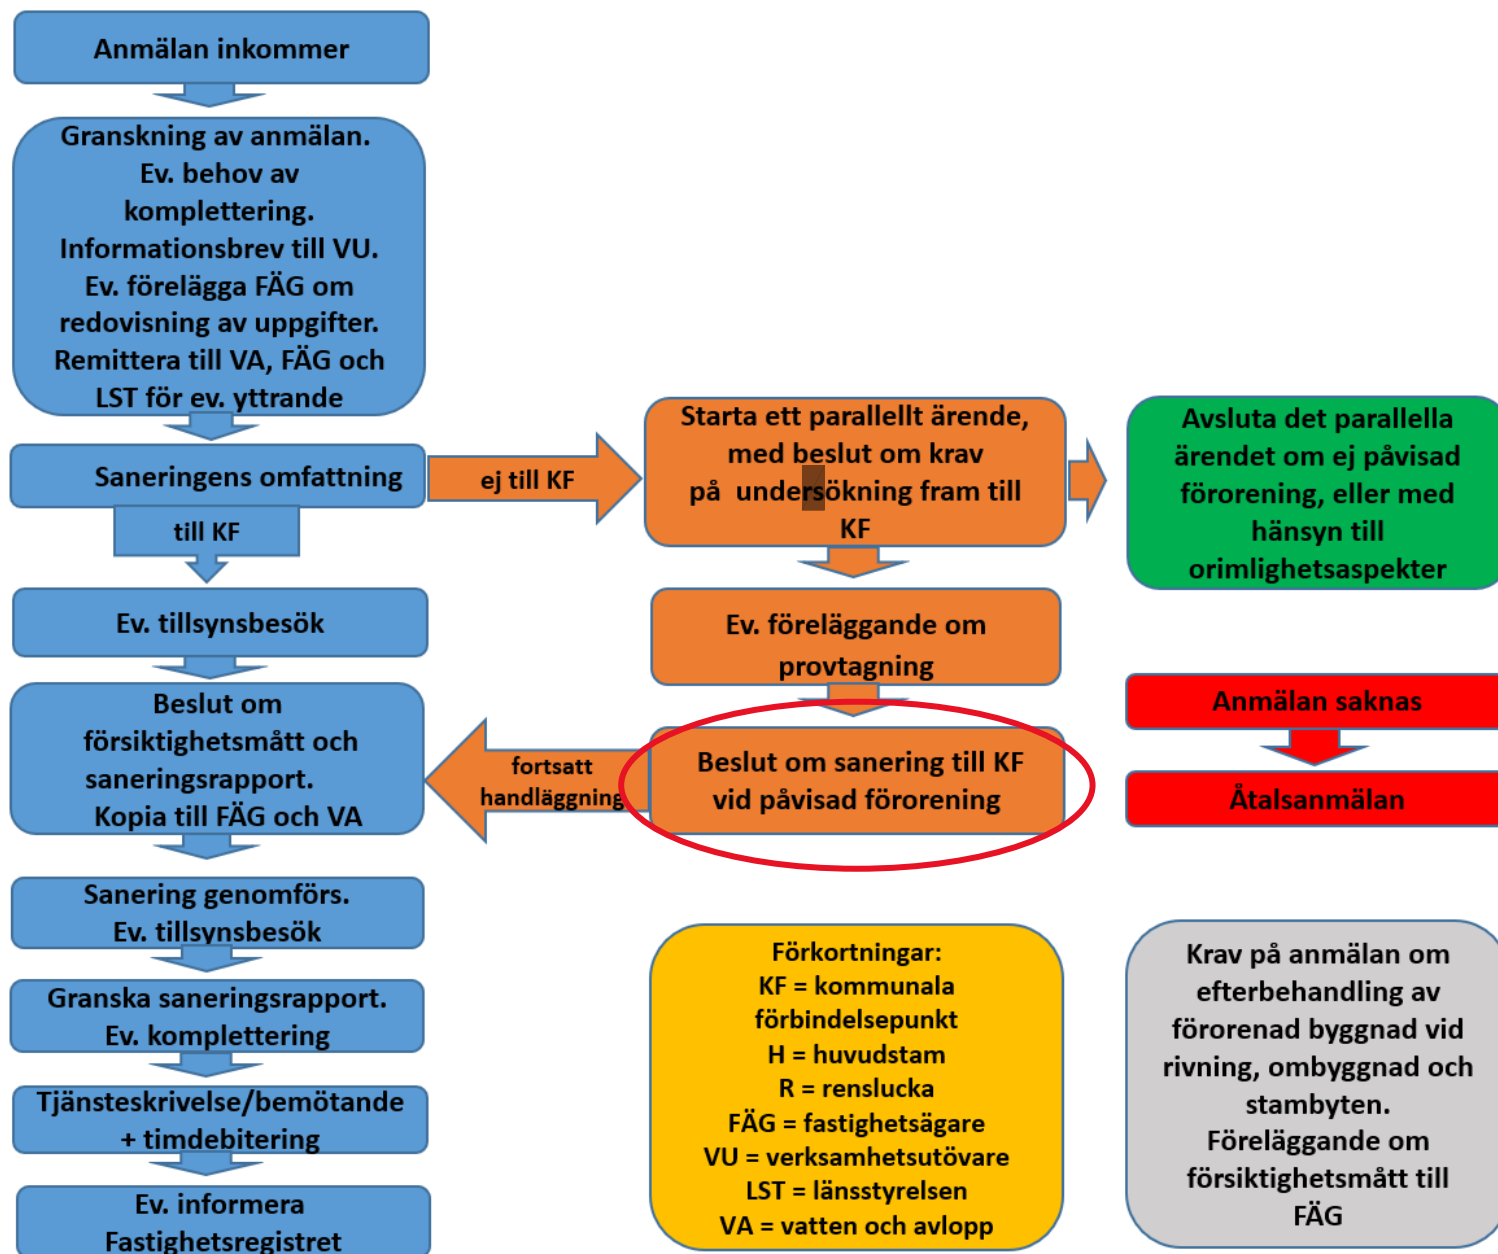 Anmälan inkommer
Granskning av anmälan.
Ev. behov av
komplettering.
Informationsbrev till VU.
Ev. förelägga FÄG om
redovisning av uppgifter.
Remittera till VA, FÄG och
LST för ev. yttrande
Saneringens omfattning
ej till KF
till KF
Starta ett parallellt ärende,
med beslut om krav
på undersökning fram till
KF
Avsluta det parallella
ärendet om ej påvisad
förorening, eller med
hänsyn till
orimlighetsaspekter
Ev. tillsynsbesök
Ev. föreläggande om
provtagning
Beslut om
försiktighetsmått och
saneringsrapport.
Kopia till FÄG och VA
fortsatt
handläggning
Beslut om sanering till KF
vid påvisad förorening
Anmälan saknas
Åtalsanmälan
Sanering genomförs.
Ev. tillsynsbesök
Granska saneringsrapport.
Ev. komplettering
Tjänsteskrivelse/bemötande
+ timdebitering
Ev. informera
Fastighetsregistret
Förkortningar:
KF = kommunala
förbindelsepunkt
H = huvudstam
R = renslucka
FÄG = fastighetsägare
VU = verksamhetsutövare
LST = länsstyrelsen
VA = vatten och avlopp
Krav på anmälan om
efterbehandling av
förorenad byggnad vid
rivning, ombyggnad och
stambyten.
Föreläggande om
försiktighetsmått till
FÄG